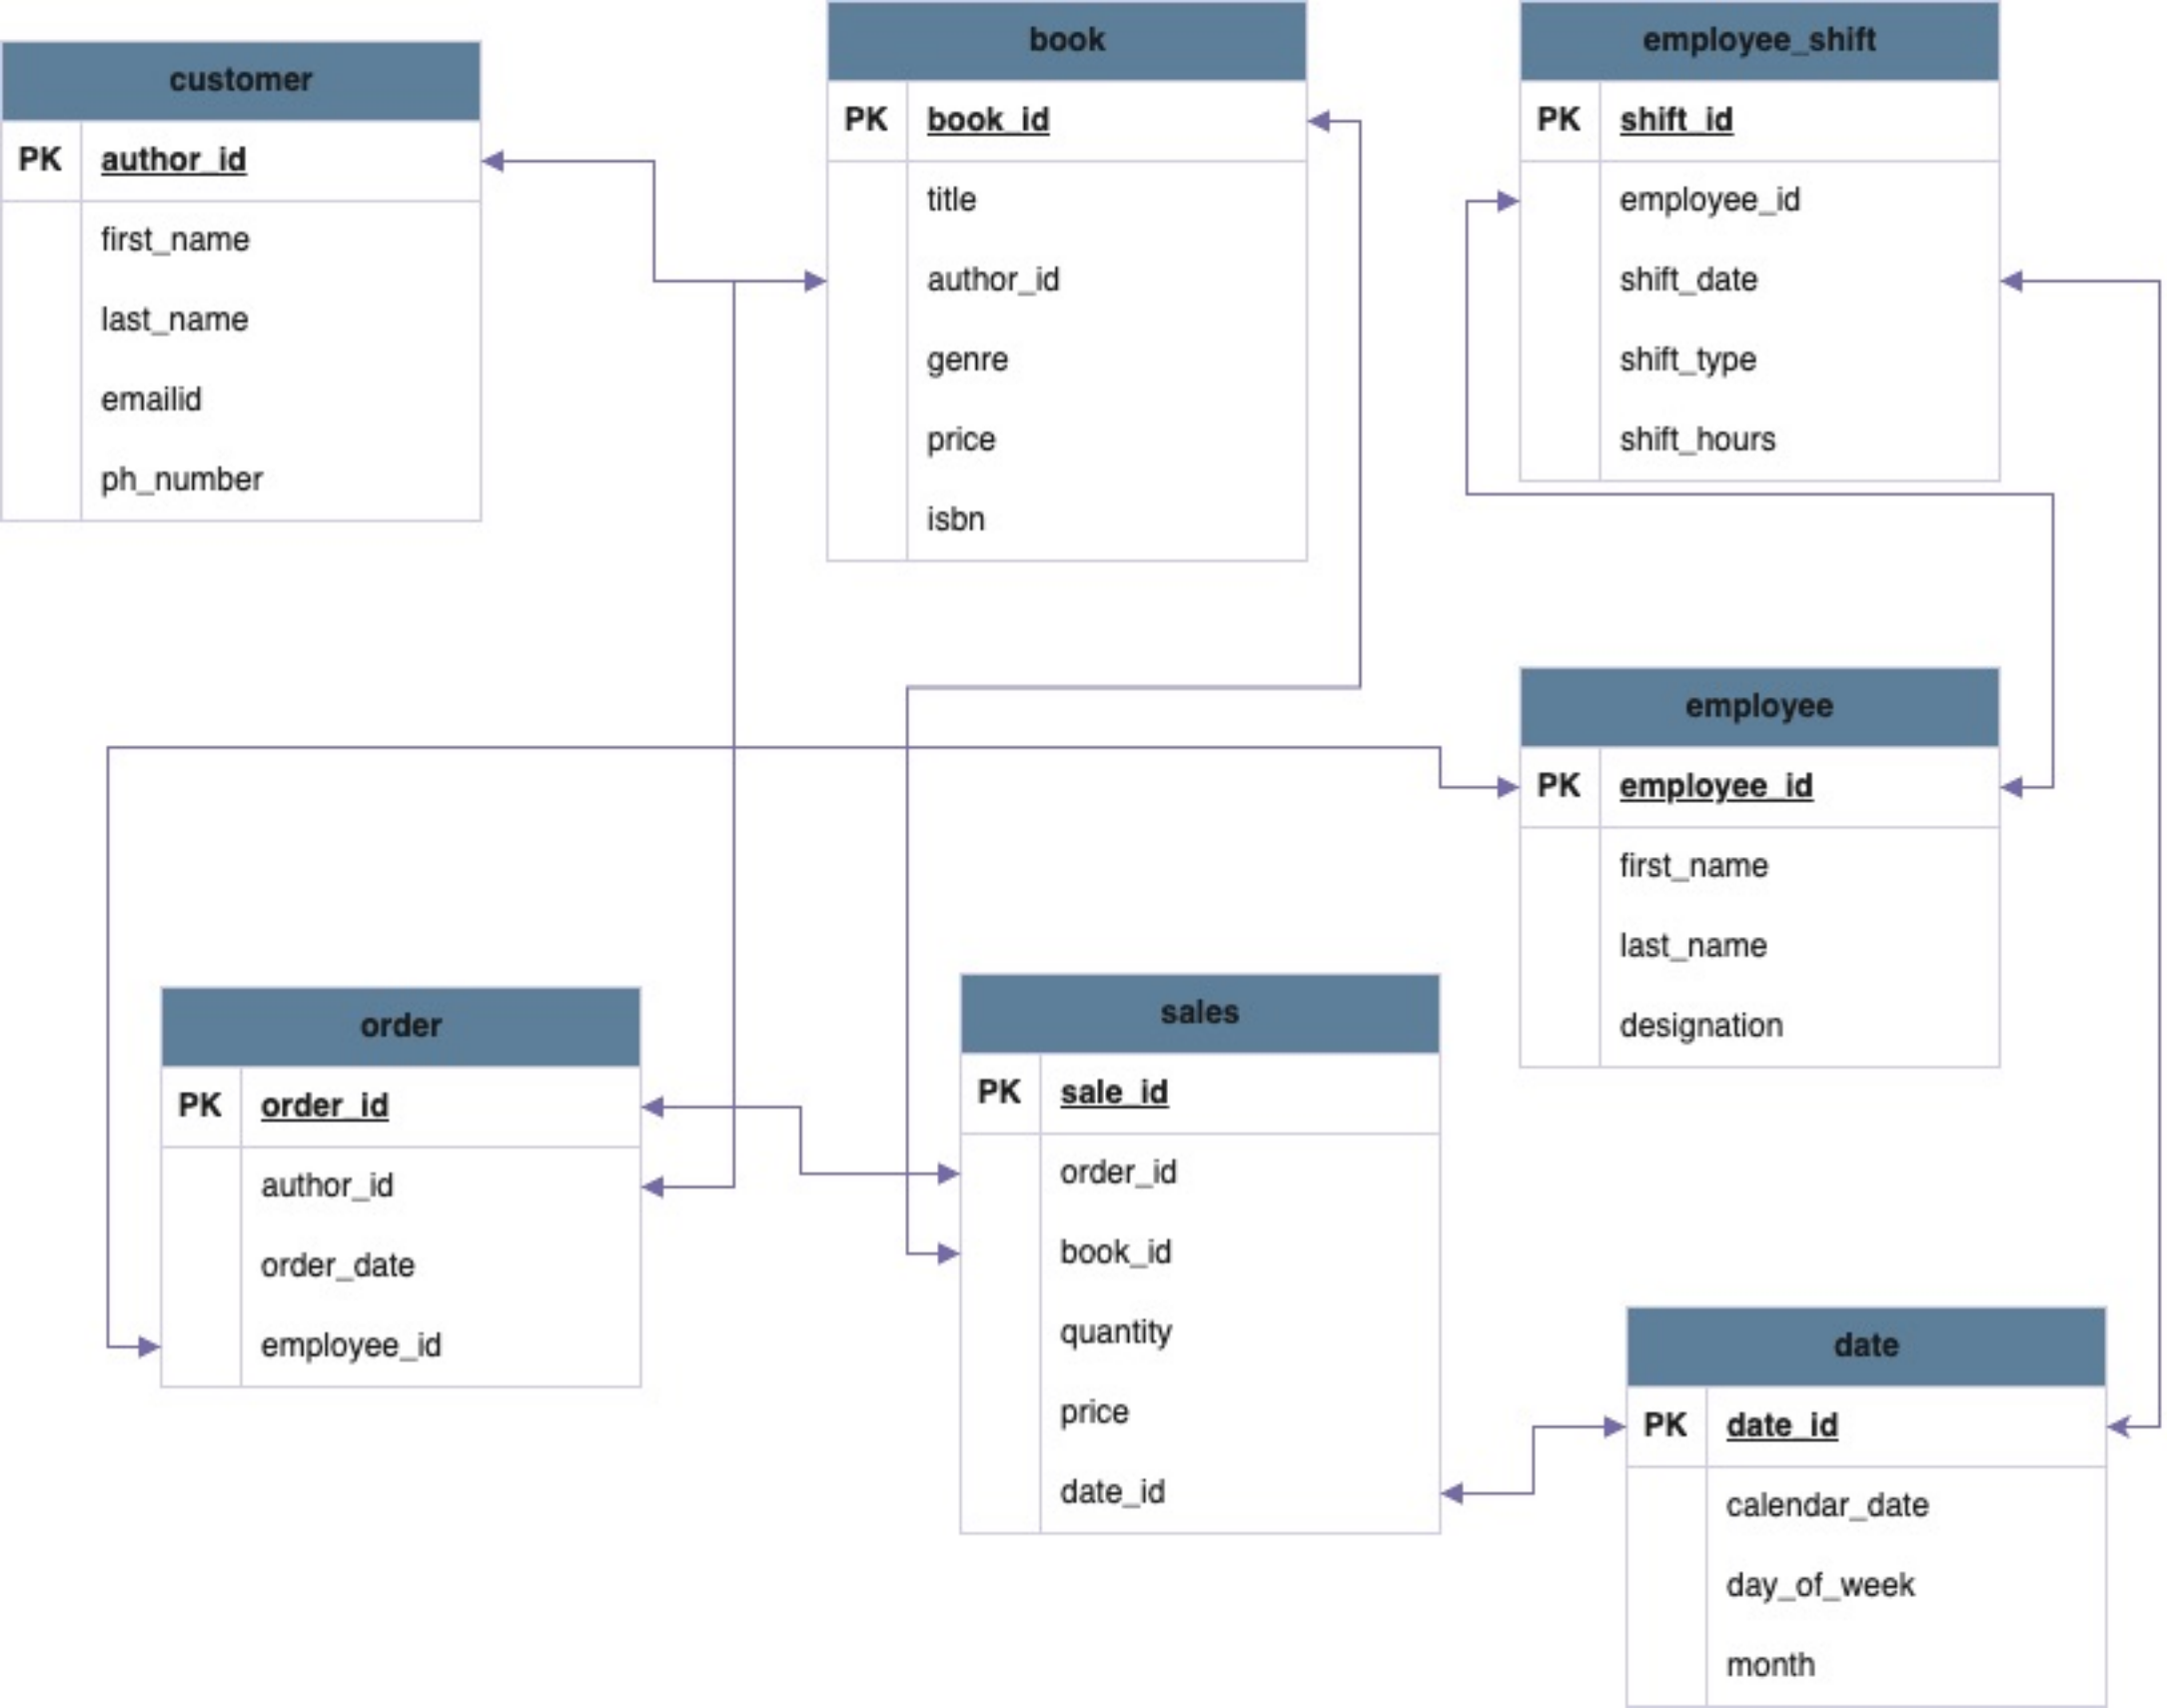 customer
PK author_id
first_name
last_name
emailid
ph_number
book
PK book_id
title
author_id
genre
price
isbn
employee_shift
PK shift_id
employee_id
shift_date
shift_type
shift_hours
employee
PK employee_id
first_name
last_name
designation
order
PK order_id
author_id
order_date
employee_id
sales
PK sale_id
order_id
book_id
quantity
price
date_id
date
PK date_id
calendar_date
day_of_week
month